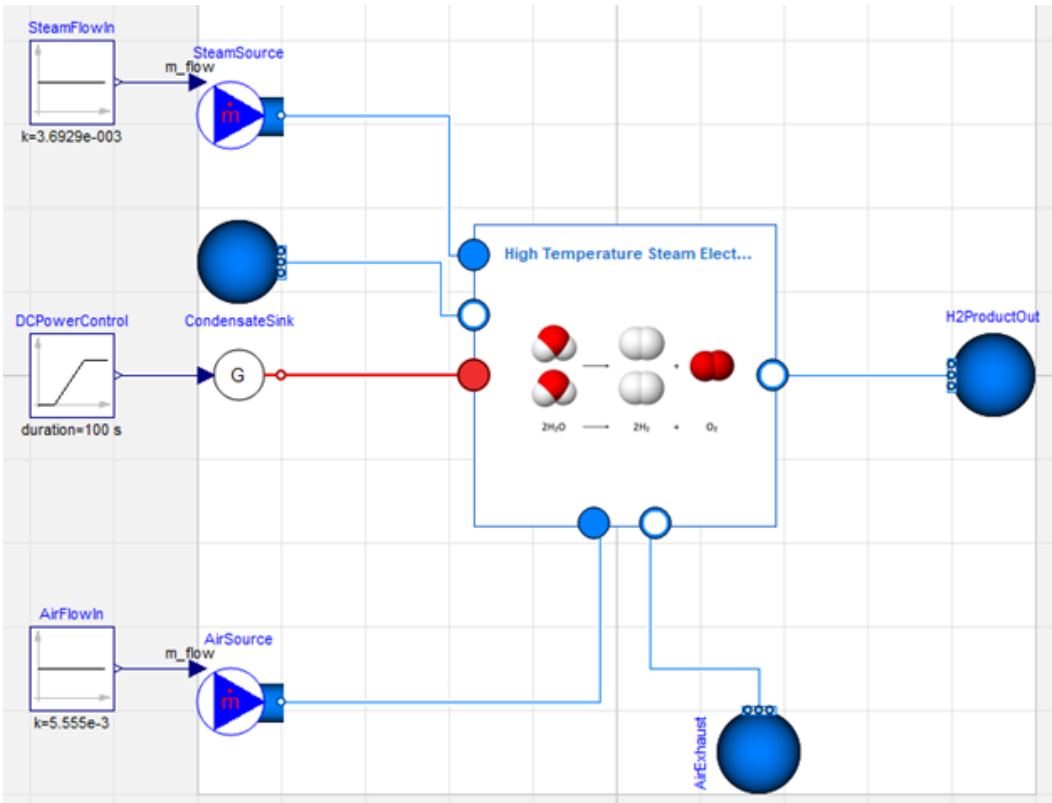 SteamFlowIn
SteamSource
m_flow
ṁ
k=3.6929e-003
High Temperature Steam Elect...
DCPowerControl
CondensateSink
H2ProductOut
G
+
2H₂O ⟶ 2H₂ + O₂
duration=100 s
AirFlowIn
AirSource
m_flow
ṁ
k=5.555e-3
AirExhaust